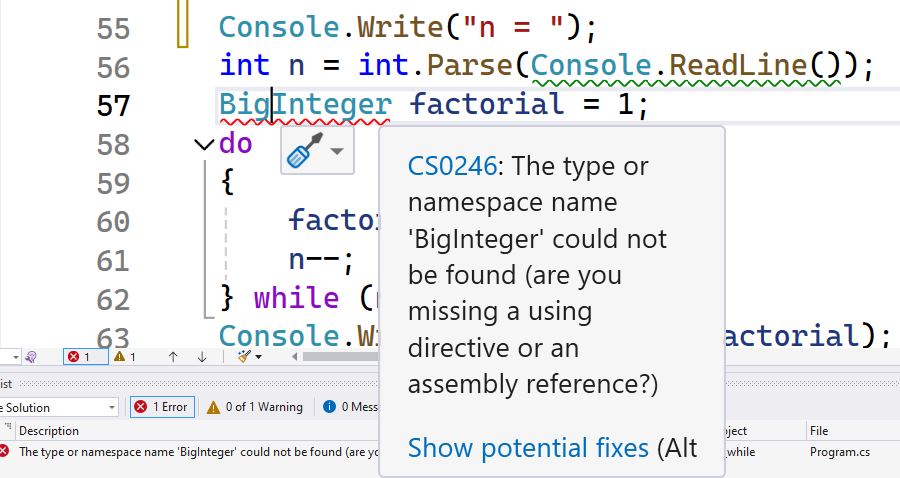 55 Console.Write("n = ");
56 int n = int.Parse(Console.ReadLine());
57 BigInteger factorial = 1;
58 do
59 {
60 factor
61 n--;
62 } while (
63 Console.W factorial);
CS0246: The type or
namespace name
'BigInteger' could not
be found (are you
missing a using
directive or an
assembly reference?)
Show potential fixes (Alt
1 1
ist
e Solution 1 Error 0 of 1 Warning 0 Mess
Description ject File
The type or namespace name 'BigInteger' could not be found (are yo _while Program.cs